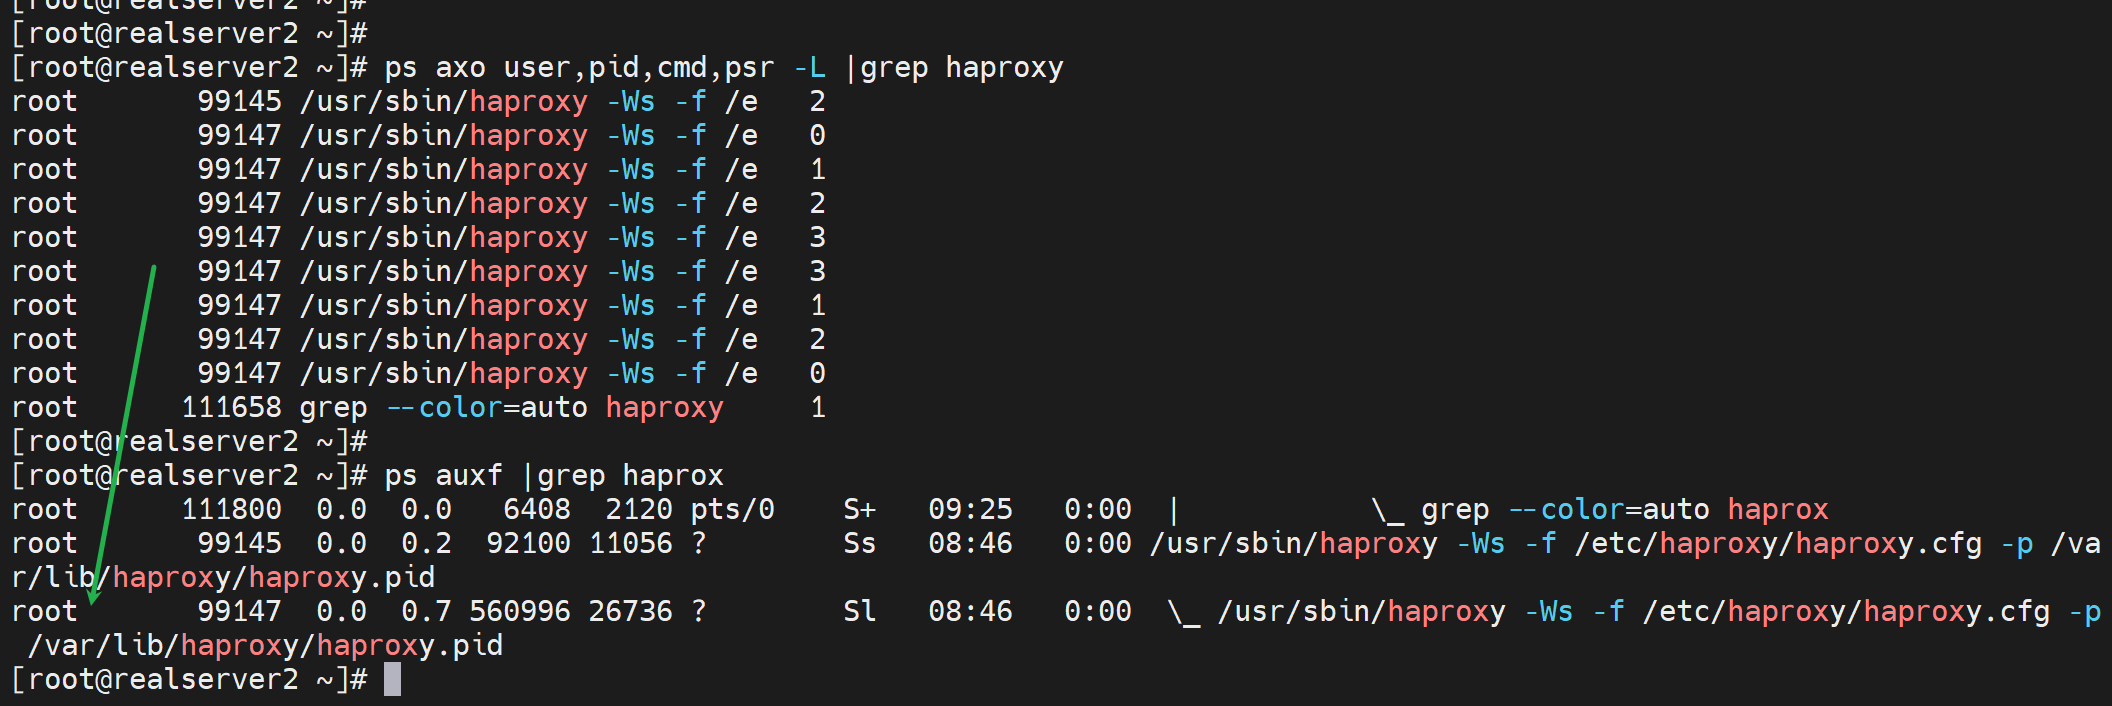 [root@realserver2 ~]#
[root@realserver2 ~]#
[root@realserver2 ~]# ps axo user,pid,cmd,psr -L |grep haproxy
root       99145 /usr/sbin/haproxy -Ws -f /e   2
root       99147 /usr/sbin/haproxy -Ws -f /e   0
root       99147 /usr/sbin/haproxy -Ws -f /e   1
root       99147 /usr/sbin/haproxy -Ws -f /e   2
root       99147 /usr/sbin/haproxy -Ws -f /e   3
root       99147 /usr/sbin/haproxy -Ws -f /e   3
root       99147 /usr/sbin/haproxy -Ws -f /e   1
root       99147 /usr/sbin/haproxy -Ws -f /e   2
root       99147 /usr/sbin/haproxy -Ws -f /e   0
root      111658 grep --color=auto haproxy     1
[root@realserver2 ~]#
[root@realserver2 ~]# ps auxf |grep haprox
root      111800  0.0  0.0   6408  2120 pts/0    S+   09:25   0:00  |           \_ grep --color=auto haprox
root       99145  0.0  0.2  92100 11056 ?        Ss   08:46   0:00 /usr/sbin/haproxy -Ws -f /etc/haproxy/haproxy.cfg -p /va
r/lib/haproxy/haproxy.pid
root       99147  0.0  0.7 560996 26736 ?        Sl   08:46   0:00  \_ /usr/sbin/haproxy -Ws -f /etc/haproxy/haproxy.cfg -p
 /var/lib/haproxy/haproxy.pid
[root@realserver2 ~]#